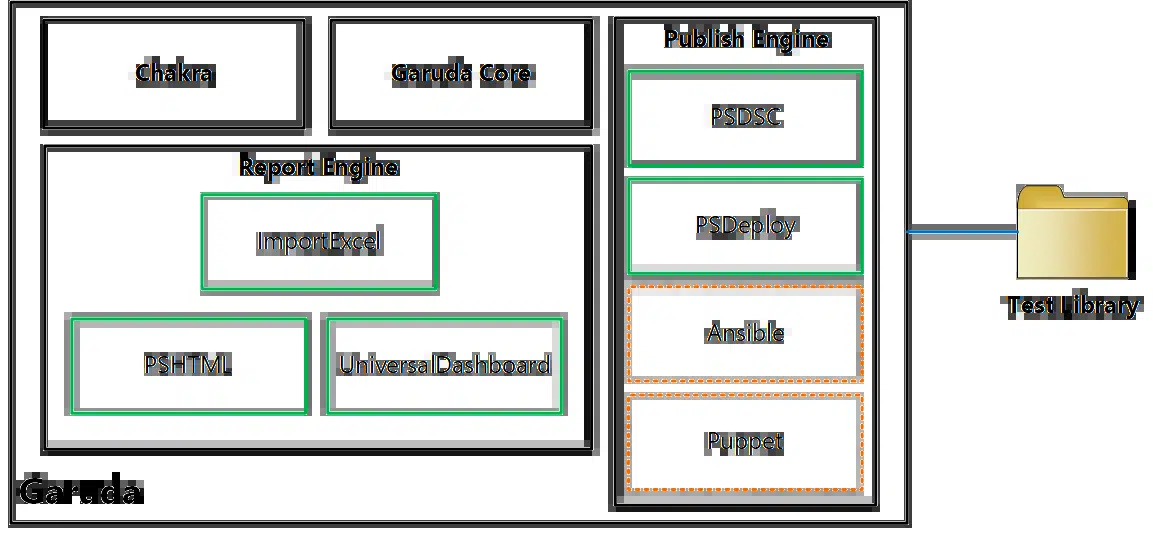 Chakra
Garuda Core
Report Engine
ImportExcel
PSHTML
UniversalDashboard
Publish Engine
PSDSC
PSDeploy
Ansible
Puppet
Garuda
Test Library